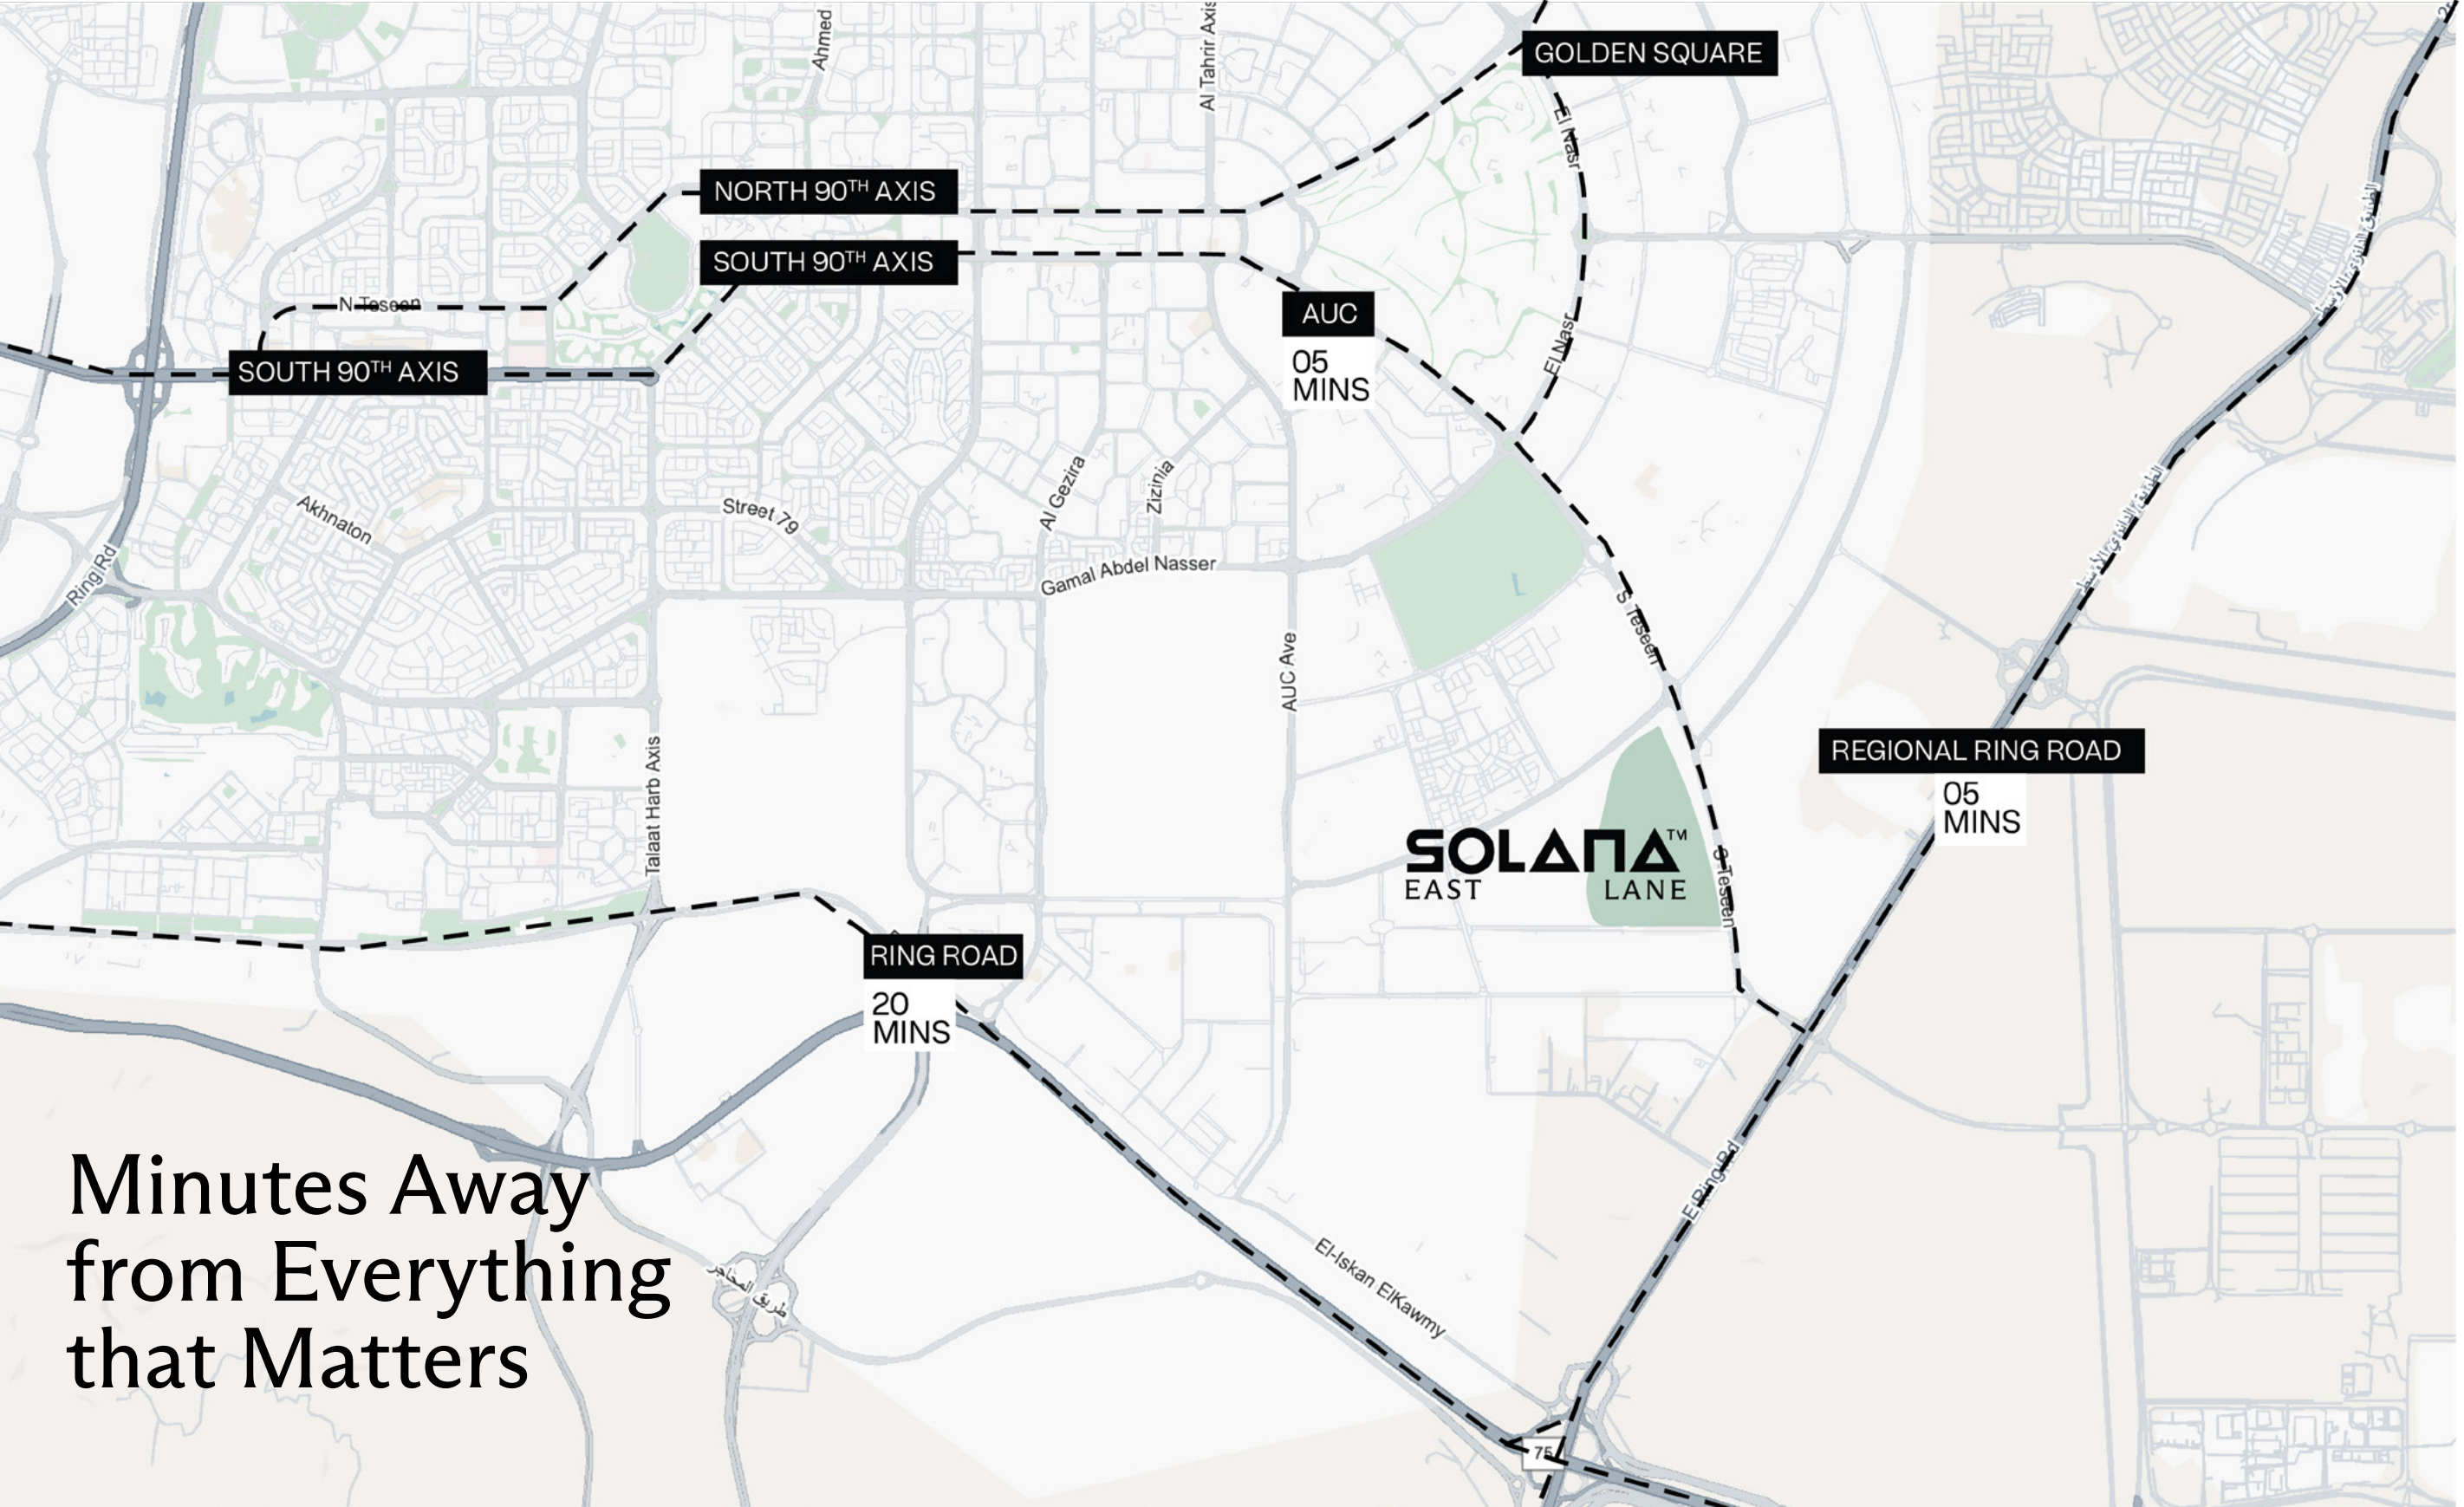 Ahmed
Al Tahrir Axis
GOLDEN SQUARE
El Nasr
NORTH 90TH AXIS
SOUTH 90TH AXIS
N Teseen
AUC
05
MINS
El Nasr
SOUTH 90TH AXIS
Akhnaton
Street 79
Al Gezira
Zizinia
Ring Rd
Gamal Abdel Nasser
S Teseen
AUC Ave
REGIONAL RING ROAD
05
MINS
Talaat Harb Axis
SOLANA™
EAST LANE
S Teseen
RING ROAD
20
MINS
E Ring Rd
El-Iskan ElKawmy
طريق المحاجر
75
Minutes Away
from Everything
that Matters